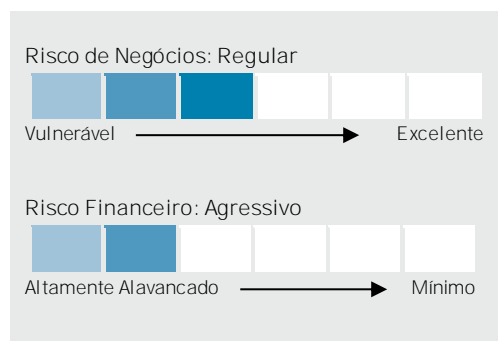 Risco de Negócios: Regular
Vulnerável Excelente
Risco Financeiro: Agressivo
Altamente Alavancado Mínimo